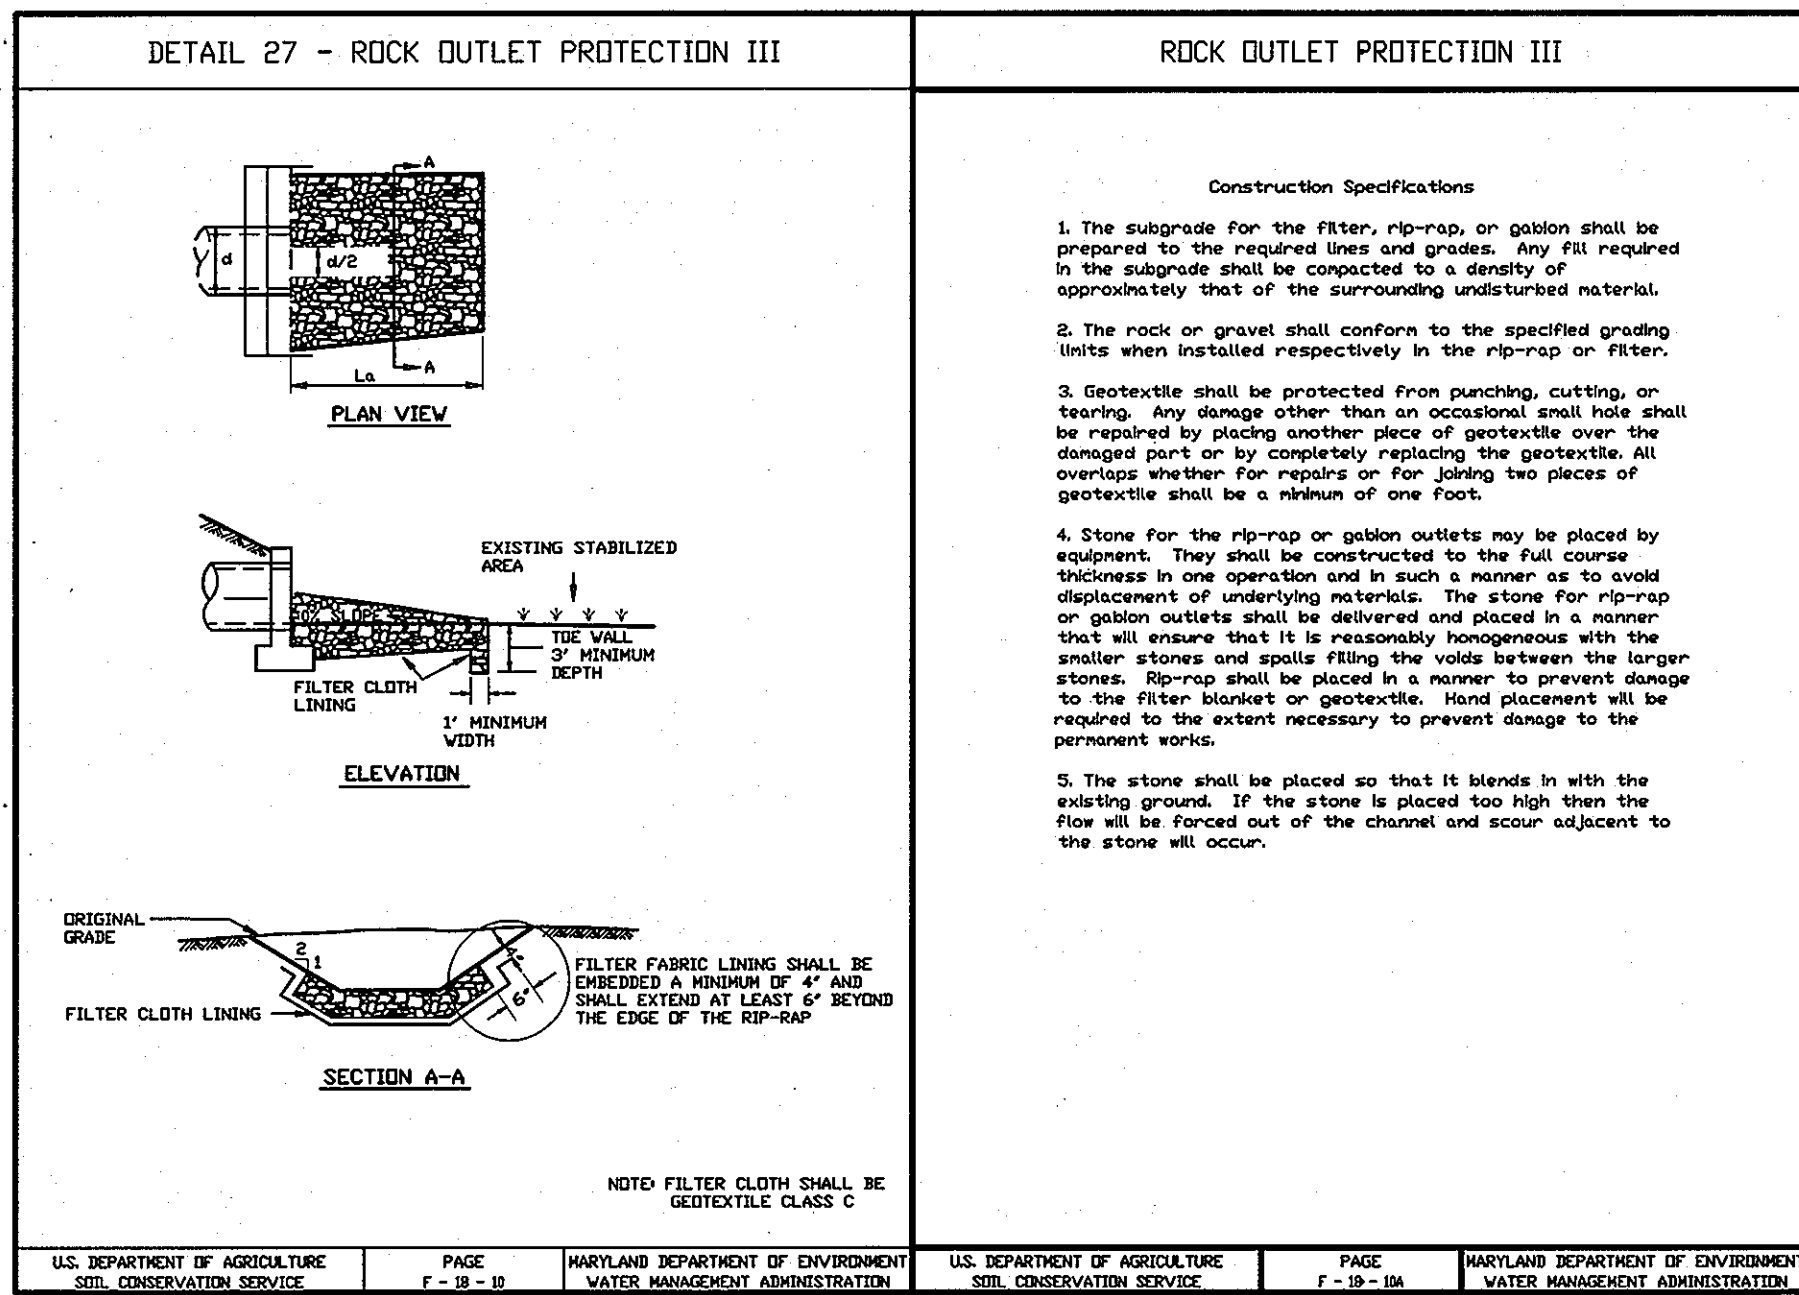 DETAIL 27 - ROCK OUTLET PROTECTION III
A
d
d/2
A
La
PLAN VIEW
EXISTING STABILIZED
AREA
0% SLOPE
TOE WALL
3' MINIMUM
DEPTH
FILTER CLOTH
LINING
1' MINIMUM
WIDTH
ELEVATION
ORIGINAL
GRADE
2
1
4"
6"
FILTER FABRIC LINING SHALL BE
EMBEDDED A MINIMUM OF 4" AND
SHALL EXTEND AT LEAST 6" BEYOND
THE EDGE OF THE RIP-RAP
FILTER CLOTH LINING
SECTION A-A
NOTE: FILTER CLOTH SHALL BE
GEOTEXTILE CLASS C
U.S. DEPARTMENT OF AGRICULTURE
SOIL CONSERVATION SERVICE
PAGE
F - 18 - 10
MARYLAND DEPARTMENT OF ENVIRONMENT
WATER MANAGEMENT ADMINISTRATION
ROCK OUTLET PROTECTION III
Construction Specifications
1. The subgrade for the filter, rip-rap, or gabion shall be
prepared to the required lines and grades. Any fill required
in the subgrade shall be compacted to a density of
approximately that of the surrounding undisturbed material.
2. The rock or gravel shall conform to the specified grading
limits when installed respectively in the rip-rap or filter.
3. Geotextile shall be protected from punching, cutting, or
tearing. Any damage other than an occasional small hole shall
be repaired by placing another piece of geotextile over the
damaged part or by completely replacing the geotextile. All
overlaps whether for repairs or for joining two pieces of
geotextile shall be a minimum of one foot.
4. Stone for the rip-rap or gabion outlets may be placed by
equipment. They shall be constructed to the full course
thickness in one operation and in such a manner as to avoid
displacement of underlying materials. The stone for rip-rap
or gabion outlets shall be delivered and placed in a manner
that will ensure that it is reasonably homogeneous with the
smaller stones and spalls filling the voids between the larger
stones. Rip-rap shall be placed in a manner to prevent damage
to the filter blanket or geotextile. Hand placement will be
required to the extent necessary to prevent damage to the
permanent works.
5. The stone shall be placed so that it blends in with the
existing ground. If the stone is placed too high then the
flow will be forced out of the channel and scour adjacent to
the stone will occur.
U.S. DEPARTMENT OF AGRICULTURE
SOIL CONSERVATION SERVICE
PAGE
F - 18 - 10A
MARYLAND DEPARTMENT OF ENVIRONMENT
WATER MANAGEMENT ADMINISTRATION